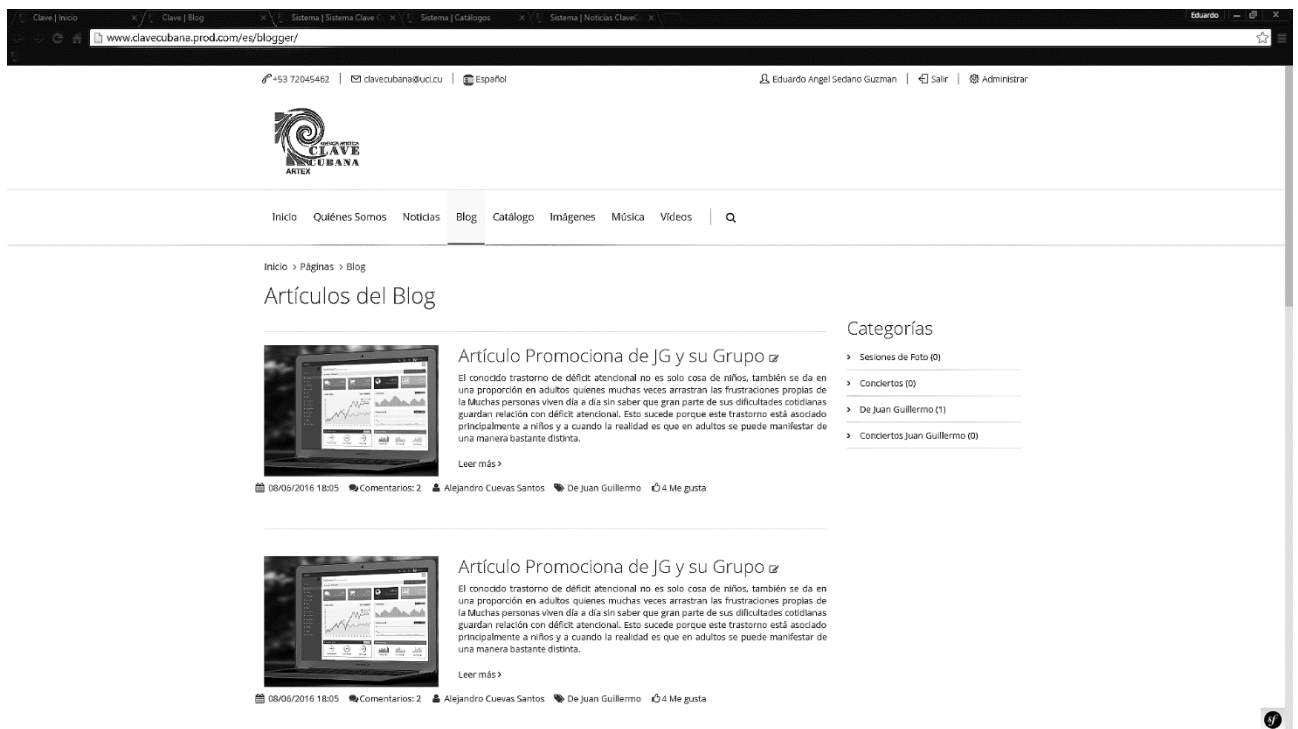 Clave | Inicio
Clave | Blog
Sistema | Sistema Clave C
Sistema | Catálogos
Sistema | Noticias ClaveC
Eduardo
www.clavecubana.prod.com/es/blogger/
+53 72045462
clavecubana@uci.cu
Español
Eduardo Angel Sedano Guzman
Salir
Administrar
CLAVE
CUBANA
ARTEX
Inicio Quiénes Somos Noticias Blog Catálogo Imágenes Música Vídeos
Inicio > Páginas > Blog
Artículos del Blog
Artículo Promociona de JG y su Grupo
El conocido trastorno de déficit atencional no es solo cosa de niños, también se da en
una proporción en adultos quienes muchas veces arrastran las frustraciones propias de
la Muchas personas viven día a día sin saber que gran parte de sus dificultades cotidianas
guardan relación con déficit atencional. Esto sucede porque este trastorno está asociado
principalmente a niños y a cuando la realidad es que en adultos se puede manifestar de
una manera bastante distinta.
Leer más >
08/06/2016 18:05 Comentarios: 2 Alejandro Cuevas Santos De Juan Guillermo 4 Me gusta
Artículo Promociona de JG y su Grupo
El conocido trastorno de déficit atencional no es solo cosa de niños, también se da en
una proporción en adultos quienes muchas veces arrastran las frustraciones propias de
la Muchas personas viven día a día sin saber que gran parte de sus dificultades cotidianas
guardan relación con déficit atencional. Esto sucede porque este trastorno está asociado
principalmente a niños y a cuando la realidad es que en adultos se puede manifestar de
una manera bastante distinta.
Leer más >
08/06/2016 18:05 Comentarios: 2 Alejandro Cuevas Santos De Juan Guillermo 4 Me gusta
Categorías
> Sesiones de Foto (0)
> Conciertos (0)
> De Juan Guillermo (1)
> Conciertos Juan Guillermo (0)
sf